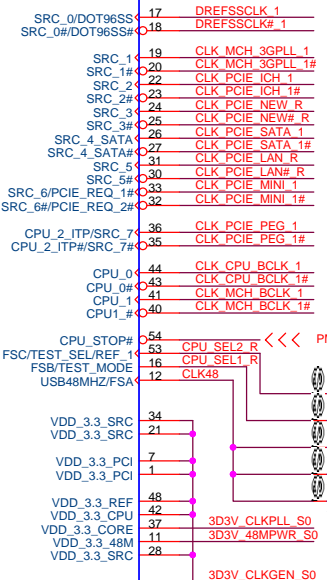 SRC_0/DOT96SS 17 DREFSSCLK_1
SRC_0#/DOT96SS# 18 DREFSSCLK#_1
SRC_1 19 CLK_MCH_3GPLL_1
SRC_1# 20 CLK_MCH_3GPLL_1#
SRC_2 22 CLK_PCIE_ICH_1
SRC_2# 23 CLK_PCIE_ICH_1#
SRC_3 24 CLK_PCIE_NEW_R
SRC_3# 25 CLK_PCIE_NEW#_R
SRC_4_SATA 26 CLK_PCIE_SATA_1
SRC_4_SATA# 27 CLK_PCIE_SATA_1#
SRC_5 31 CLK_PCIE_LAN_R
SRC_5# 30 CLK_PCIE_LAN#_R
SRC_6/PCIE_REQ_1# 33 CLK_PCIE_MINI_1
SRC_6#/PCIE_REQ_2# 32 CLK_PCIE_MINI_1#
CPU_2_ITP/SRC_7 36 CLK_PCIE_PEG_1
CPU_2_ITP#/SRC_7# 35 CLK_PCIE_PEG_1#
CPU_0 44 CLK_CPU_BCLK_1
CPU_0# 43 CLK_CPU_BCLK_1#
CPU_1 41 CLK_MCH_BCLK_1
CPU1_# 40 CLK_MCH_BCLK_1#
CPU_STOP# 54
FSC/TEST_SEL/REF_1 53 CPU_SEL2_R
FSB/TEST_MODE 16 CPU_SEL1_R
USB48MHZ/FSA 12 CLK48
VDD_3.3_SRC 34
VDD_3.3_SRC 21
VDD_3.3_PCI 7
VDD_3.3_PCI 1
VDD_3.3_REF 48
VDD_3.3_CPU 42
VDD_3.3_CORE 37 3D3V_CLKPLL_S0
VDD_3.3_48M 11 3D3V_48MPWR_S0
VDD_3.3_SRC 28
3D3V_CLKGEN_S0